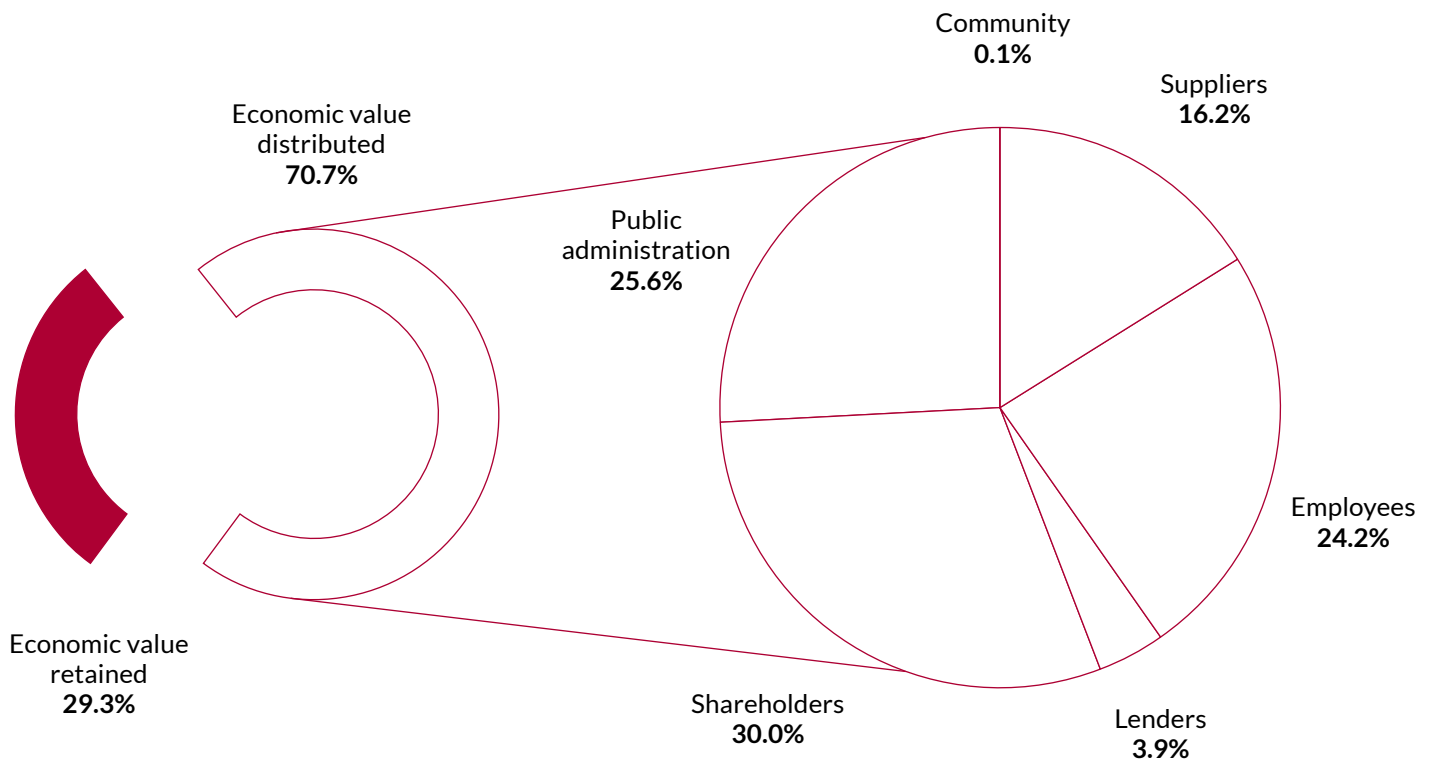 Community
0.1%
Suppliers
16.2%
Economic value
distributed
70.7%
Public
administration
25.6%
Employees
24.2%
Economic value
retained
29.3%
Shareholders
30.0%
Lenders
3.9%